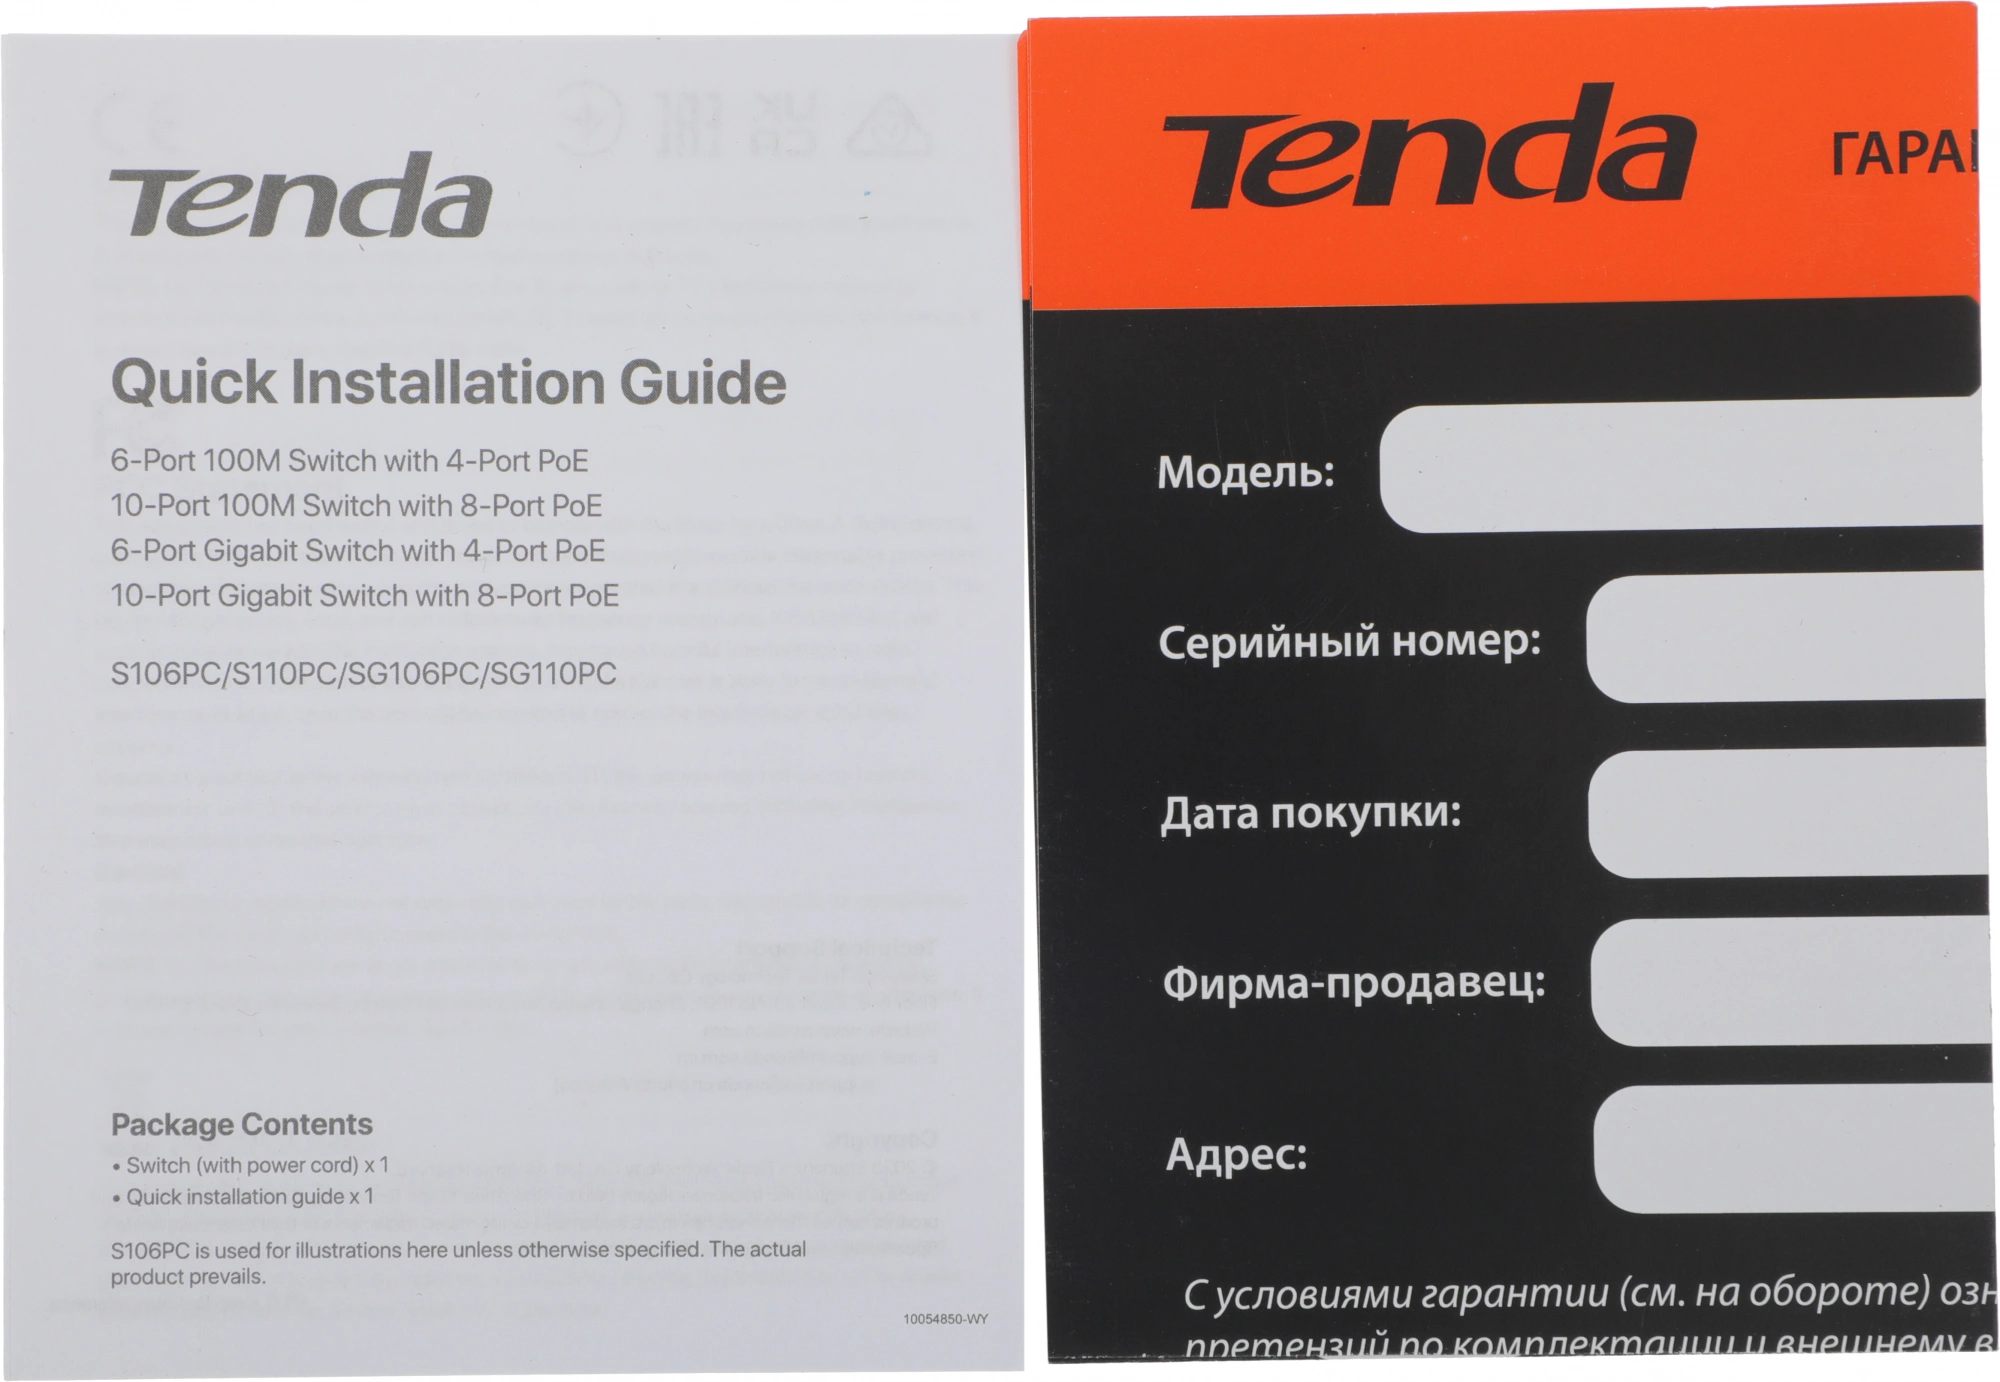 Tenda
Quick Installation Guide
6-Port 100M Switch with 4-Port PoE
10-Port 100M Switch with 8-Port PoE
6-Port Gigabit Switch with 4-Port PoE
10-Port Gigabit Switch with 8-Port PoE
S106PC/S110PC/SG106PC/SG110PC
Package Contents
• Switch (with power cord) x 1
• Quick installation guide x 1
S106PC is used for illustrations here unless otherwise specified. The actual
product prevails.
10054850-WY
Tenda
Модель:
Серийный номер:
Дата покупки:
Фирма-продавец:
Адрес:
С условиями гарантии (см. на обороте)
претензий по комплектации и внешнему